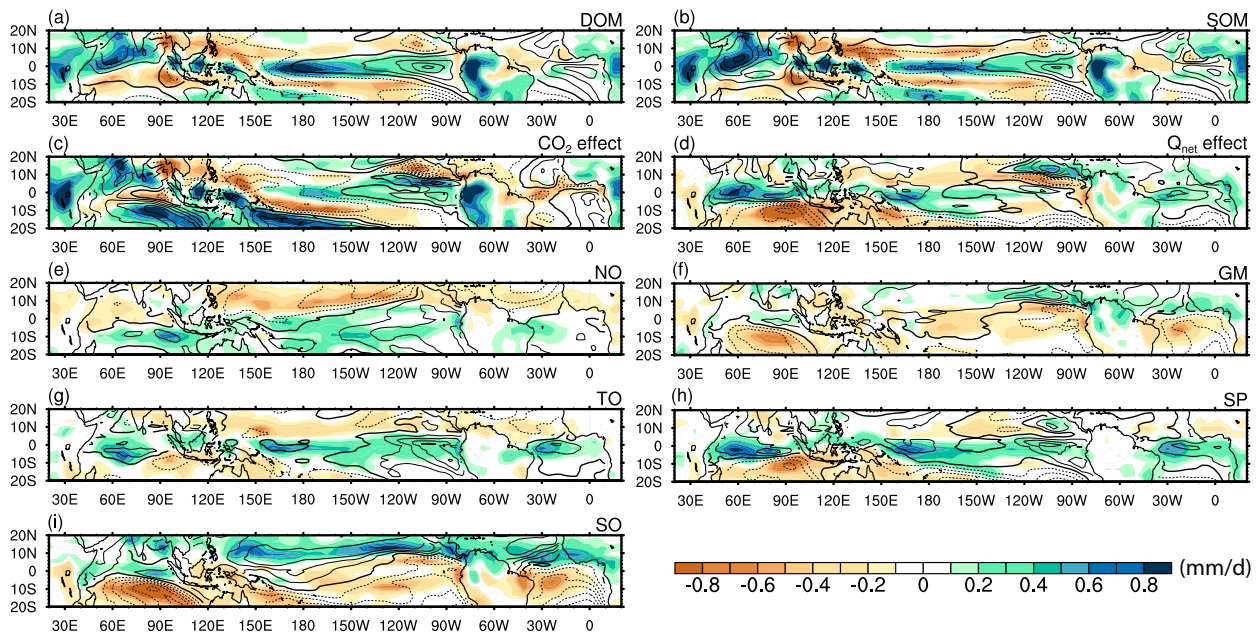 (a) DOM
20N
10N
0
10S
20S
30E 60E 90E 120E 150E 180 150W 120W 90W 60W 30W 0
(b) SOM
20N
10N
0
10S
20S
30E 60E 90E 120E 150E 180 150W 120W 90W 60W 30W 0
(c) CO2 effect
20N
10N
0
10S
20S
30E 60E 90E 120E 150E 180 150W 120W 90W 60W 30W 0
(d) Qnet effect
20N
10N
0
10S
20S
30E 60E 90E 120E 150E 180 150W 120W 90W 60W 30W 0
(e) NO
20N
10N
0
10S
20S
30E 60E 90E 120E 150E 180 150W 120W 90W 60W 30W 0
(f) GM
20N
10N
0
10S
20S
30E 60E 90E 120E 150E 180 150W 120W 90W 60W 30W 0
(g) TO
20N
10N
0
10S
20S
30E 60E 90E 120E 150E 180 150W 120W 90W 60W 30W 0
(h) SP
20N
10N
0
10S
20S
30E 60E 90E 120E 150E 180 150W 120W 90W 60W 30W 0
(i) SO
20N
10N
0
10S
20S
30E 60E 90E 120E 150E 180 150W 120W 90W 60W 30W 0
-0.8 -0.6 -0.4 -0.2 0 0.2 0.4 0.6 0.8 (mm/d)